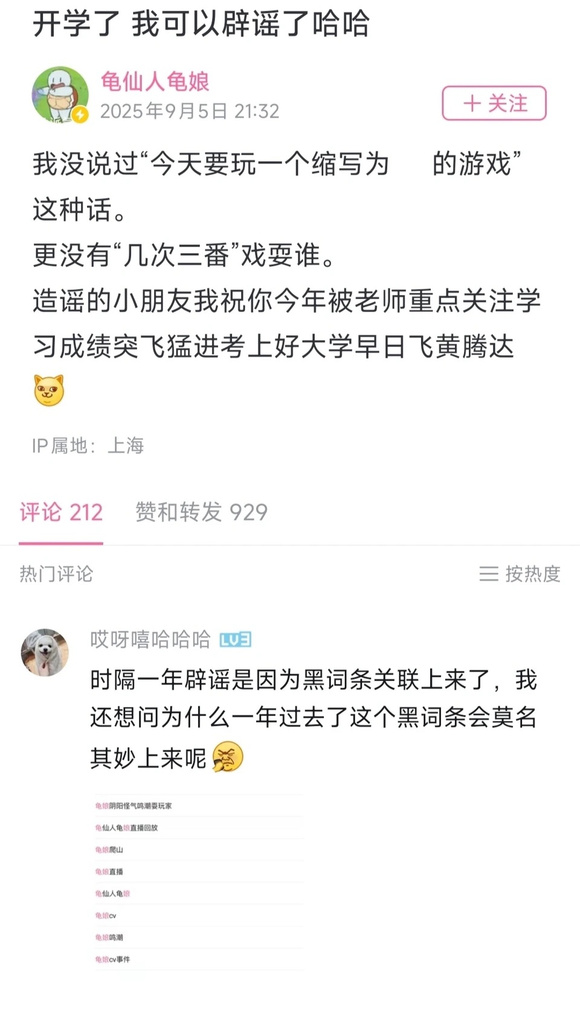 开学了 我可以辟谣了哈哈
龟仙人龟娘
2025年9月5日 21:32
＋ 关注
我没说过“今天要玩一个缩写为 的游戏”
这种话。
更没有“几次三番”戏耍谁。
造谣的小朋友我祝你今年被老师重点关注学
习成绩突飞猛进考上好大学早日飞黄腾达
IP属地：上海
评论 212 赞和转发 929
热门评论 按热度
哎呀嘻哈哈哈 LV3
时隔一年辟谣是因为黑词条关联上来了，我
还想问为什么一年过去了这个黑词条会莫名
其妙上来呢
龟娘阴阳怪气鸣潮耍玩家
龟仙人龟娘直播回放
龟娘爬山
龟娘直播
龟仙人龟娘
龟娘cv
龟娘鸣潮
龟娘cv事件